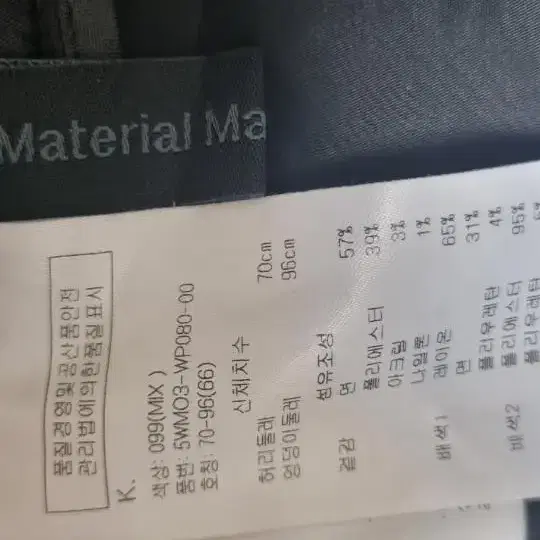 Material Ma
품질경영및공산품안전
관리법에의한품질표시
K.
색상: 099(MIX )
품번: 5WMO3-WP080-00
호칭: 70-96(66)
신체치수
허리둘레 70cm
엉덩이둘레 96cm
섬유조성
겉감 면 57%
폴리에스터 39%
아크릴 3%
나일론 1%
배색1 레이온 65%
면 31%
폴리우레탄 4%
배색2 폴리에스터 95%
폴리우레탄